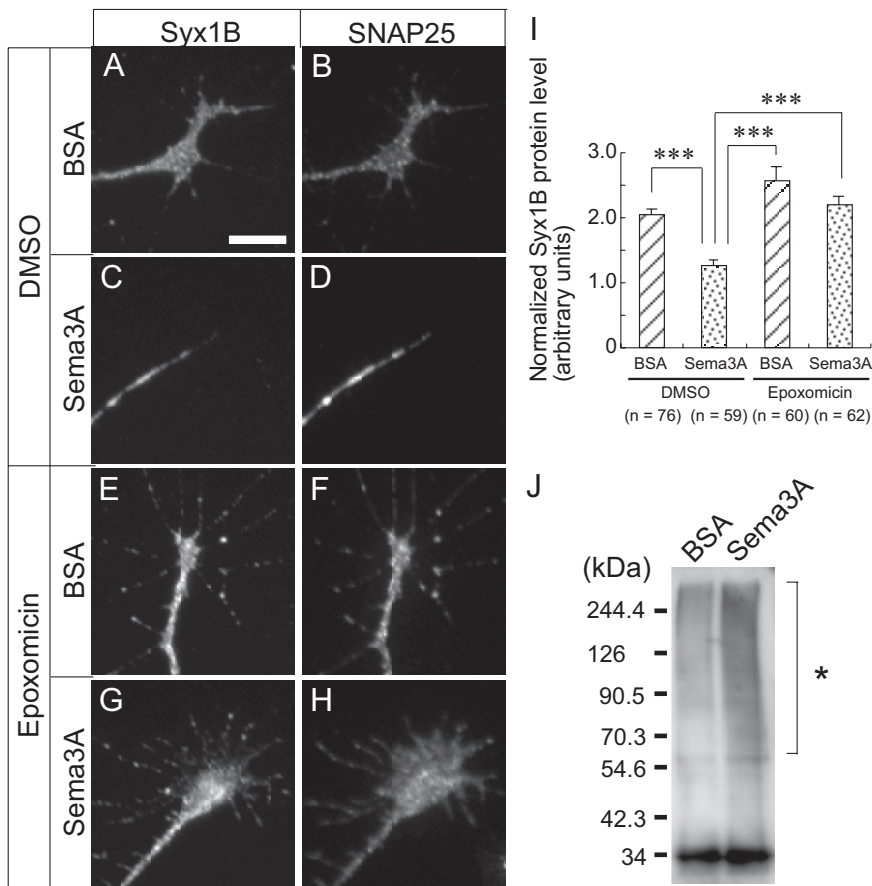 Syx1B SNAP25
DMSO
BSA
A B
Sema3A
C D
Epoxomicin
BSA
E F
Sema3A
G H
I
Normalized Syx1B protein level
(arbitrary units)
***
*** ***
3.0
2.0
1.0
0
BSA Sema3A BSA Sema3A
DMSO Epoxomicin
(n = 76) (n = 59) (n = 60) (n = 62)
J
BSA Sema3A
(kDa)
244.4
126
90.5
70.3
54.6
42.3
34
*